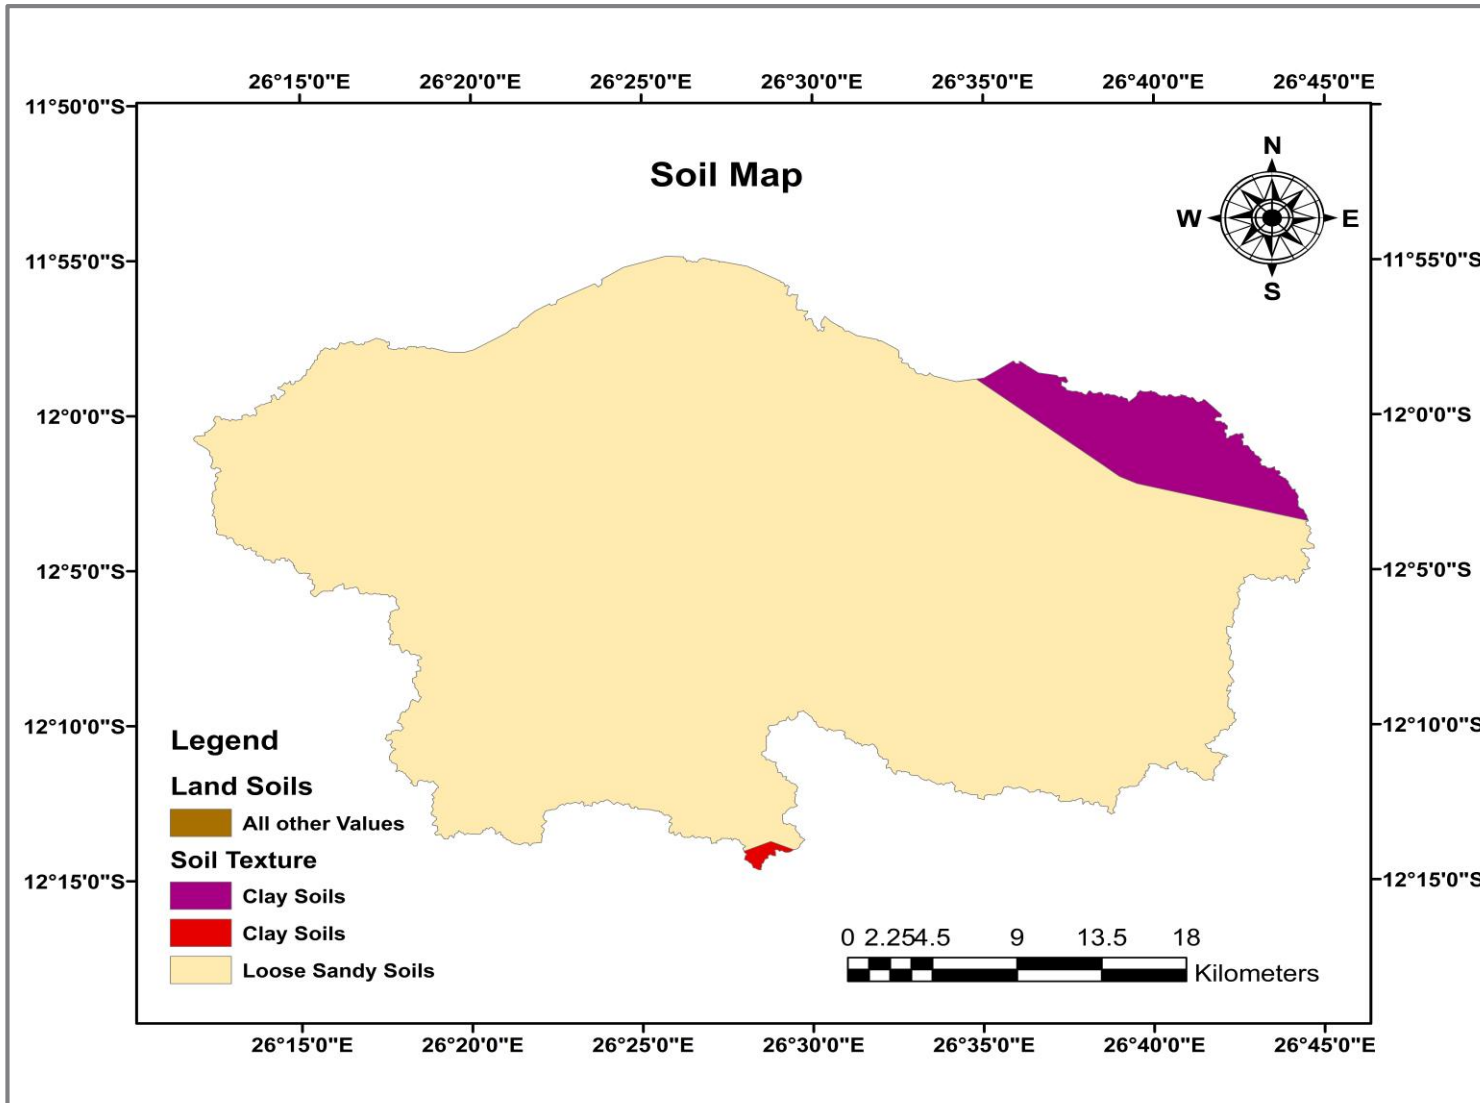 26°15'0"E 26°20'0"E 26°25'0"E 26°30'0"E 26°35'0"E 26°40'0"E 26°45'0"E
11°50'0"S
Soil Map
N
W E
S
11°55'0"S 11°55'0"S
12°0'0"S 12°0'0"S
12°5'0"S 12°5'0"S
12°10'0"S 12°10'0"S
Legend
Land Soils
All other Values
Soil Texture
12°15'0"S 12°15'0"S
Clay Soils
Clay Soils
Loose Sandy Soils
0 2.25 4.5 9 13.5 18
Kilometers
26°15'0"E 26°20'0"E 26°25'0"E 26°30'0"E 26°35'0"E 26°40'0"E 26°45'0"E